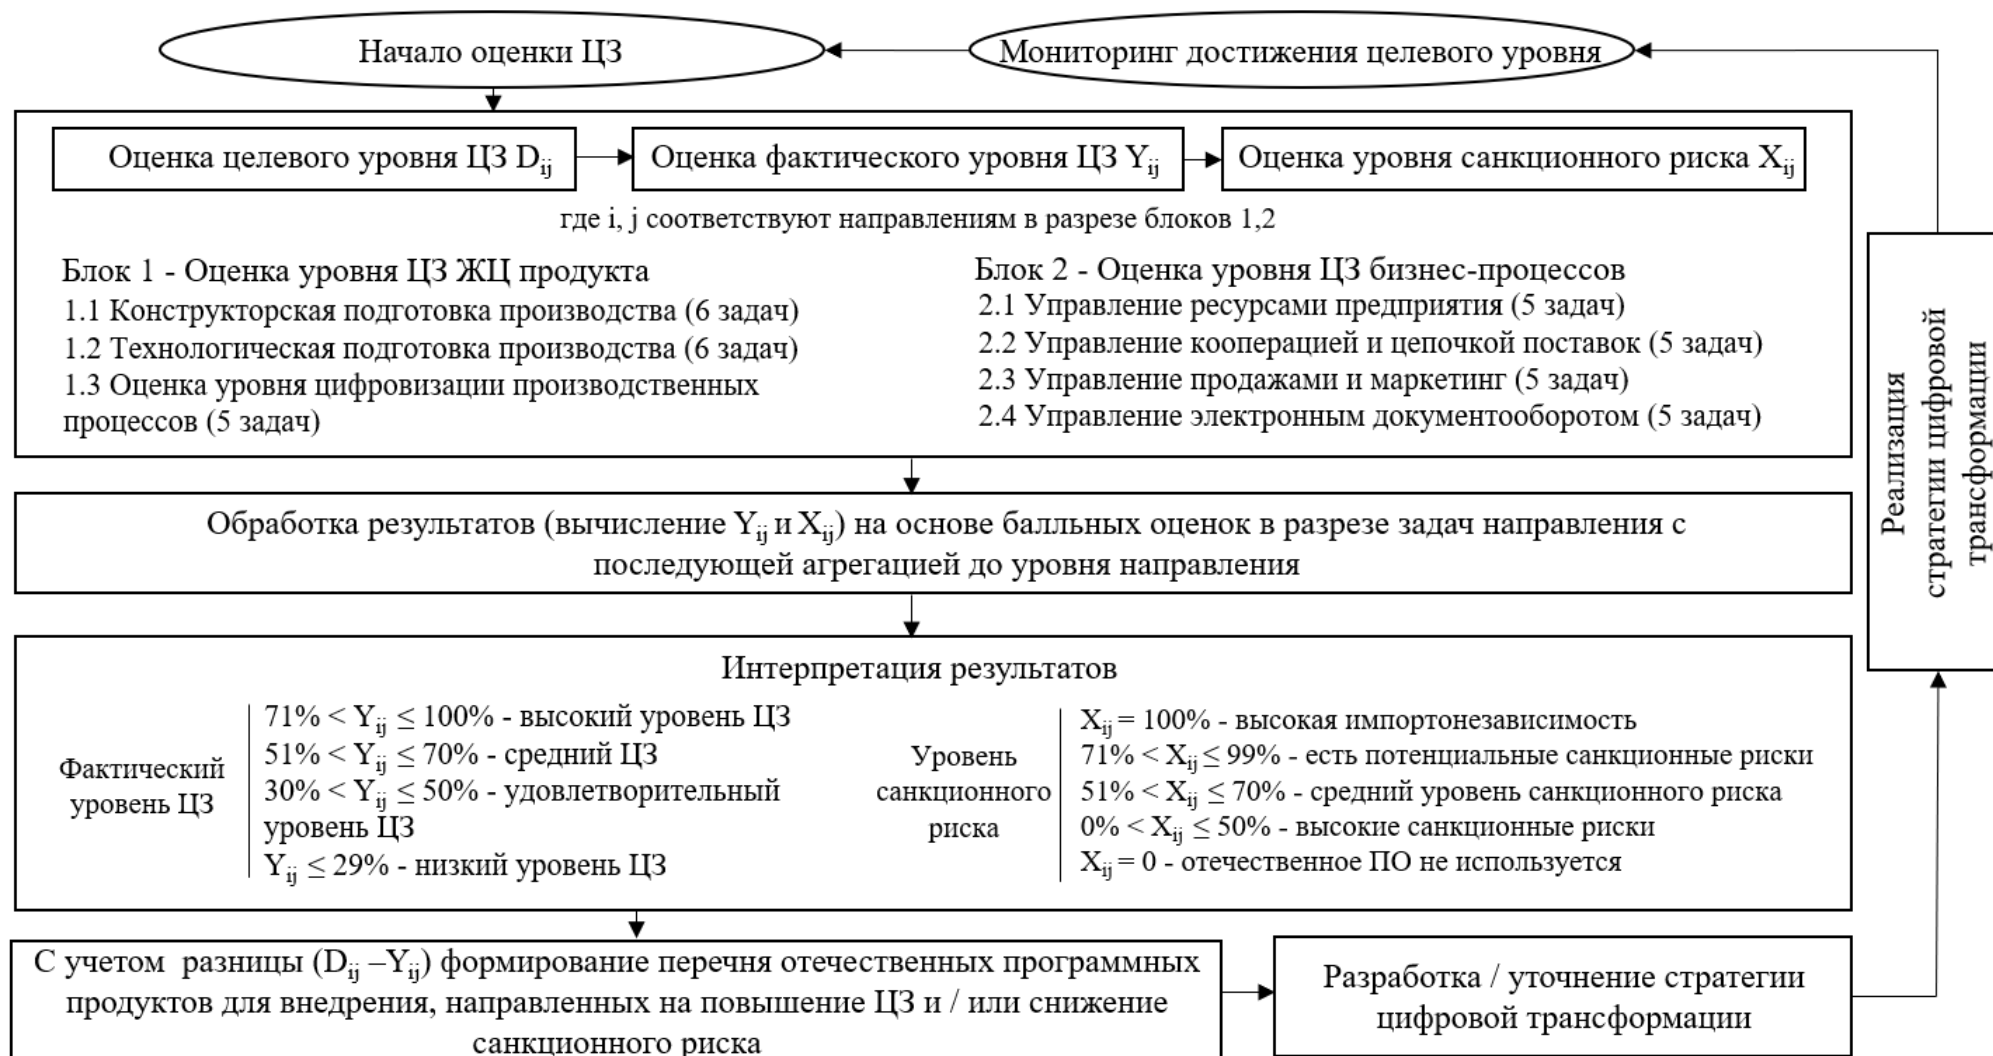 Начало оценки ЦЗ
Мониторинг достижения целевого уровня
Оценка целевого уровня ЦЗ Dij
Оценка фактического уровня ЦЗ Yij
Оценка уровня санкционного риска Xij
где i, j соответствуют направлениям в разрезе блоков 1,2
Блок 1 - Оценка уровня ЦЗ ЖЦ продукта
1.1 Конструкторская подготовка производства (6 задач)
1.2 Технологическая подготовка производства (6 задач)
1.3 Оценка уровня цифровизации производственных
процессов (5 задач)
Блок 2 - Оценка уровня ЦЗ бизнес-процессов
2.1 Управление ресурсами предприятия (5 задач)
2.2 Управление кооперацией и цепочкой поставок (5 задач)
2.3 Управление продажами и маркетинг (5 задач)
2.4 Управление электронным документооборотом (5 задач)
Обработка результатов (вычисление Yij и Xij) на основе балльных оценок в разрезе задач направления с
последующей агрегацией до уровня направления
Интерпретация результатов
Фактический
уровень ЦЗ
71% < Yij ≤ 100% - высокий уровень ЦЗ
51% < Yij ≤ 70% - средний ЦЗ
30% < Yij ≤ 50% - удовлетворительный
уровень ЦЗ
Yij ≤ 29% - низкий уровень ЦЗ
Уровень
санкционного
риска
Xij = 100% - высокая импортонезависимость
71% < Xij ≤ 99% - есть потенциальные санкционные риски
51% < Xij ≤ 70% - средний уровень санкционного риска
0% < Xij ≤ 50% - высокие санкционные риски
Xij = 0 - отечественное ПО не используется
С учетом разницы (Dij –Yij) формирование перечня отечественных программных
продуктов для внедрения, направленных на повышение ЦЗ и / или снижение
санкционного риска
Разработка / уточнение стратегии
цифровой трансформации
Реализация
стратегии цифровой
трансформации